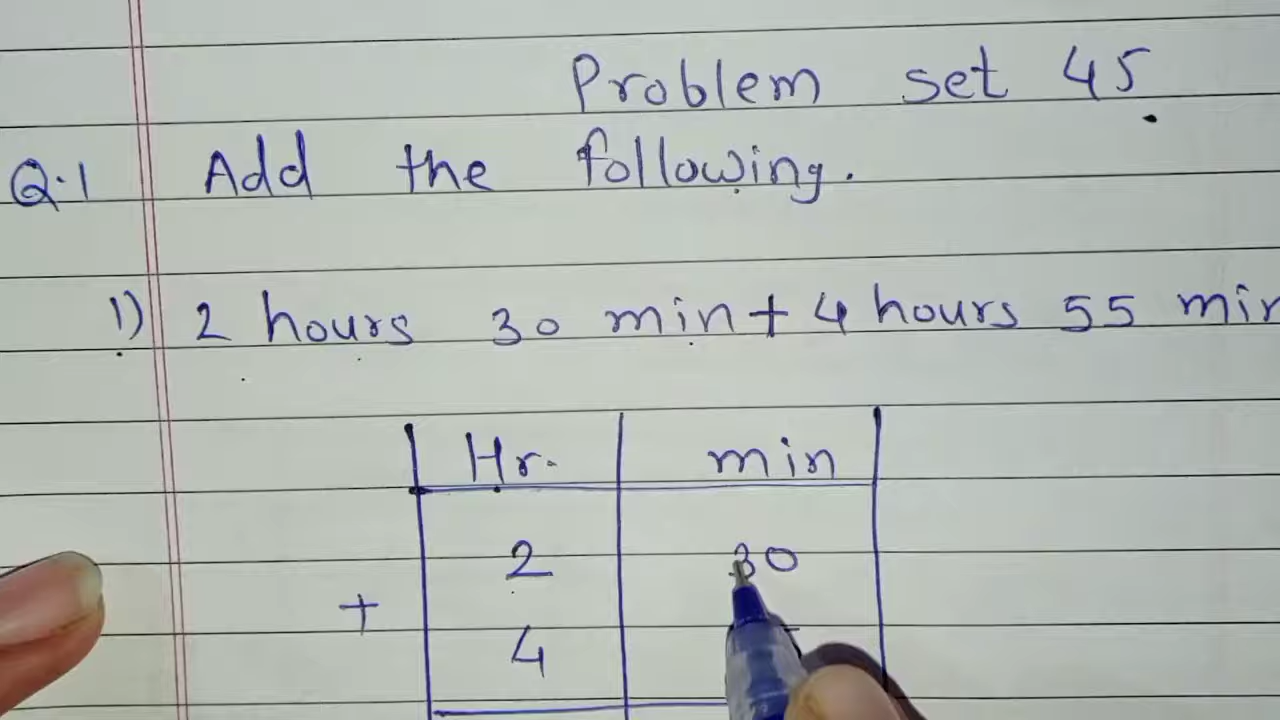 Problem set 45
Q.1 Add the following.
1) 2 hours 30 min + 4 hours 55 min
Hr. min
2 30
+ 4